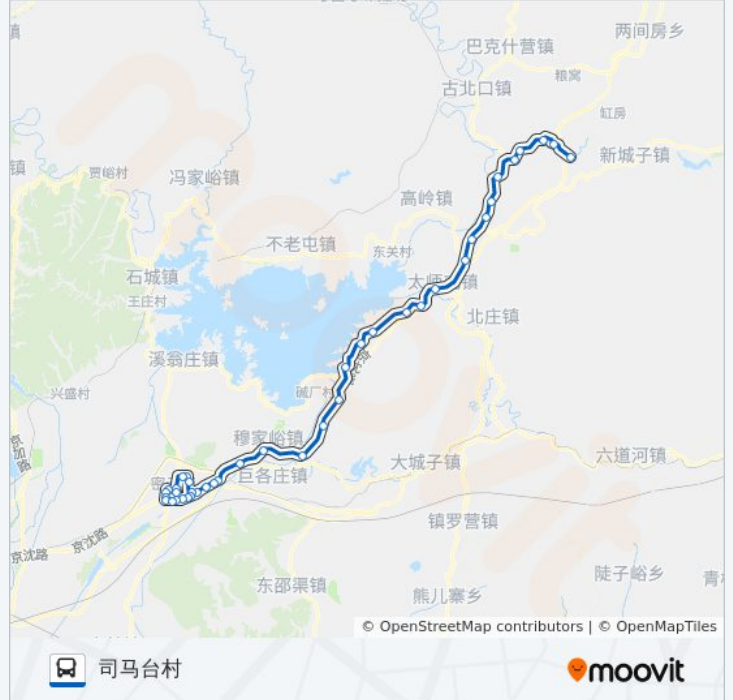 两间房乡
巴克什营镇
粮窝
古北口镇
缸房
新城子镇
镇
贾峪村
冯家峪镇
高岭镇
不老屯镇
东关村
石城镇
太师
镇
王庄村
北庄镇
溪翁庄镇
碱厂村
兴盛村
穆家峪镇
京加路
大城子镇
六道河镇
巨各庄镇
密
镇罗营镇
京沈路
京沈路
东邵渠镇
陡子峪乡
熊儿寨乡
青
© OpenStreetMap contributors | © OpenMapTiles
司马台村
moovit